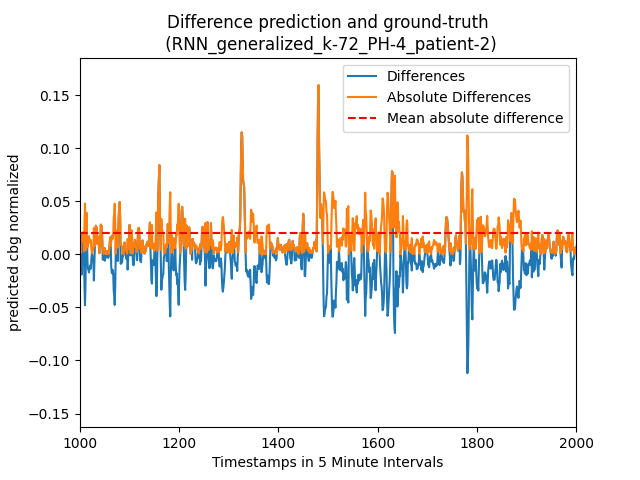 Difference prediction and ground-truth
(RNN_generalized_k-72_PH-4_patient-2)
Differences
Absolute Differences
Mean absolute difference
predicted cbg normalized
0.15
0.10
0.05
0.00
−0.05
−0.10
−0.15
1000 1200 1400 1600 1800 2000
Timestamps in 5 Minute Intervals